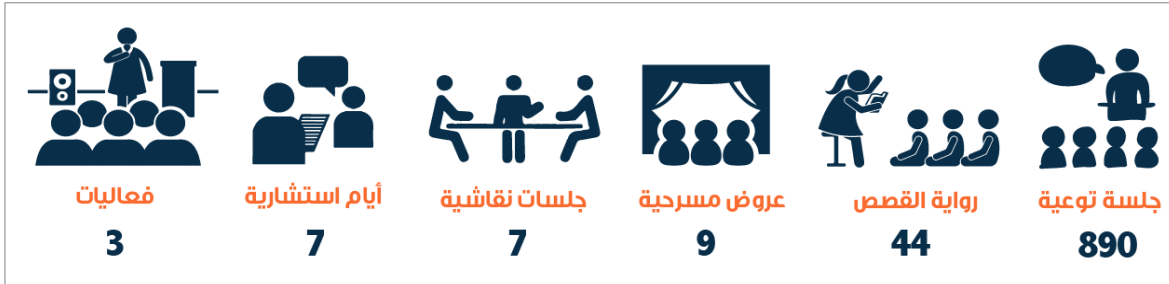 جلسة توعية
890
رواية القصص
44
عروض مسرحية
9
جلسات نقاشية
7
أيام استشارية
7
فعاليات
3